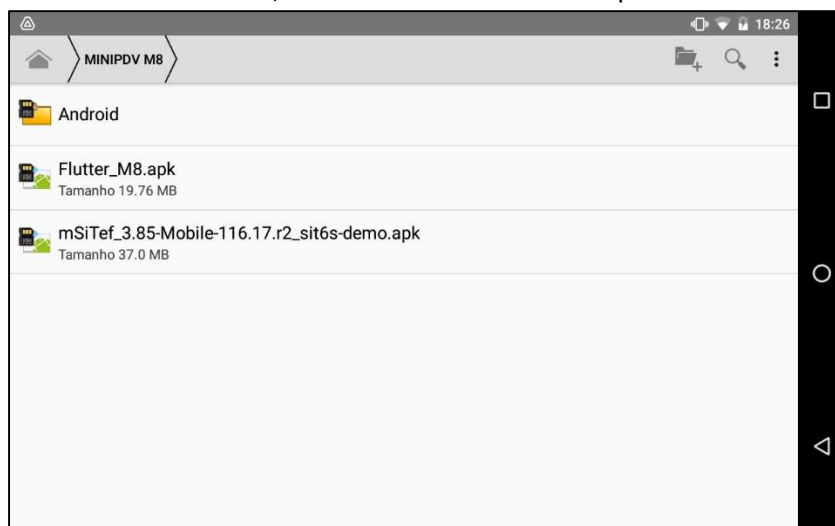 18:26
MINIPDV M8
Android
Flutter_M8.apk
Tamanho 19.76 MB
mSiTef_3.85-Mobile-116.17.r2_sit6s-demo.apk
Tamanho 37.0 MB